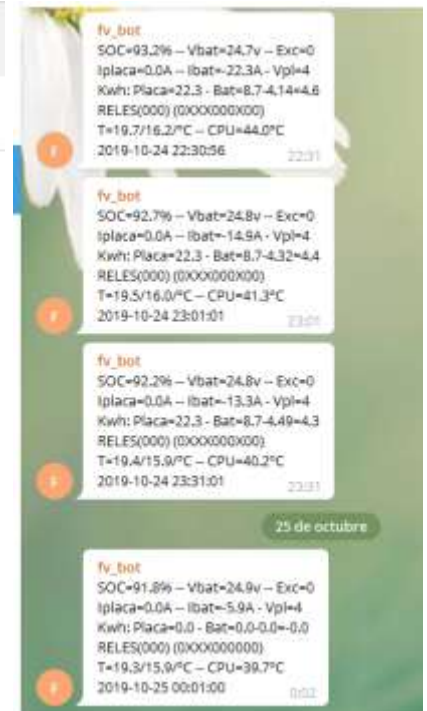 fv_bot
SOC=93.2% -- Vbat=24.7v -- Exc=0
Iplaca=0.0A -- Ibat=-22.3A - Vpl=4
Kwh: Placa=22.3 - Bat=8.7-4.14=4.6
RELES(000) (0XXX000X00)
T=19.7/16.2/ºC -- CPU=44.0ºC
2019-10-24 22:30:56
22:31
F
fv_bot
SOC=92.7% -- Vbat=24.8v -- Exc=0
Iplaca=0.0A -- Ibat=-14.9A - Vpl=4
Kwh: Placa=22.3 - Bat=8.7-4.32=4.4
RELES(000) (0XXX000X00)
T=19.5/16.0/ºC -- CPU=41.3ºC
2019-10-24 23:01:01
23:01
F
fv_bot
SOC=92.2% -- Vbat=24.8v -- Exc=0
Iplaca=0.0A -- Ibat=-13.3A - Vpl=4
Kwh: Placa=22.3 - Bat=8.7-4.49=4.3
RELES(000) (0XXX000X00)
T=19.4/15.9/ºC -- CPU=40.2ºC
2019-10-24 23:31:01
23:31
F
25 de octubre
fv_bot
SOC=91.8% -- Vbat=24.9v -- Exc=0
Iplaca=0.0A -- Ibat=-5.9A - Vpl=4
Kwh: Placa=0.0 - Bat=0.0-0.0=-0.0
RELES(000) (0XXX000000)
T=19.3/15.9/ºC -- CPU=39.7ºC
2019-10-25 00:01:00
0:02
F